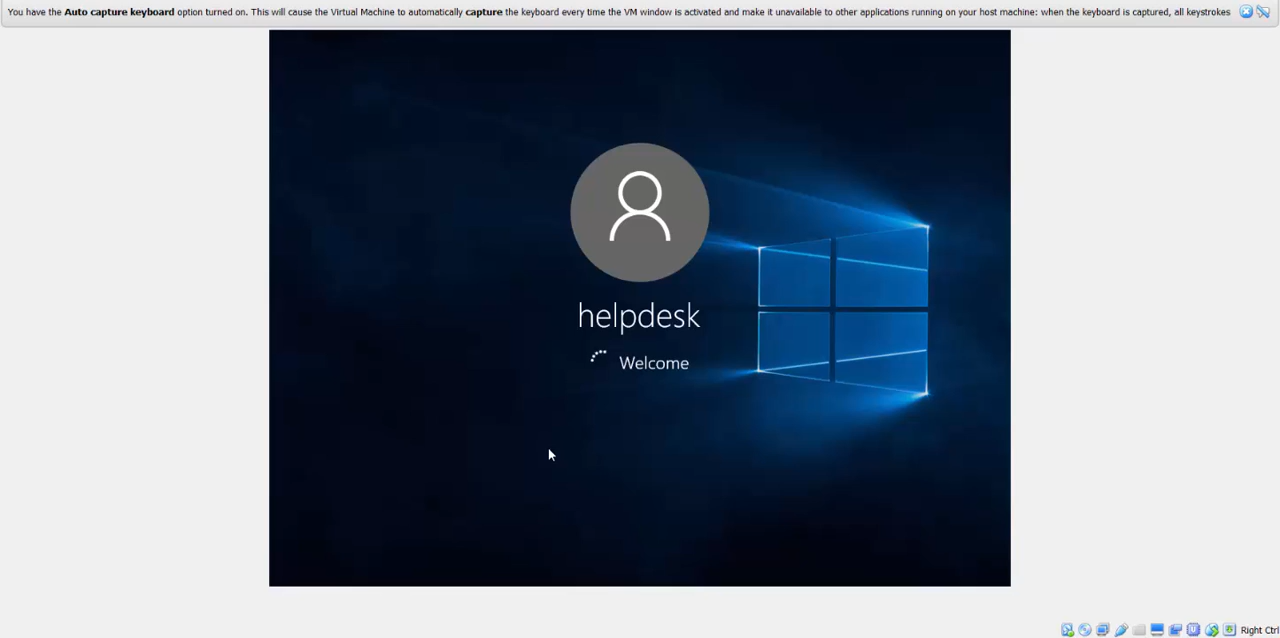 You have the Auto capture keyboard option turned on. This will cause the Virtual Machine to automatically capture the keyboard every time the VM window is activated and make it unavailable to other applications running on your host machine: when the keyboard is captured, all keystrokes
helpdesk
Welcome
Right Ctrl